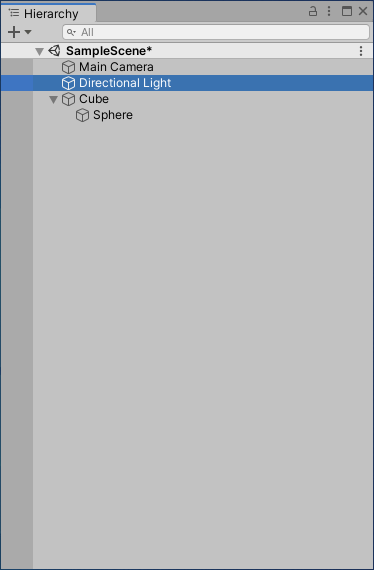 Hierarchy
All
SampleScene*
Main Camera
Directional Light
Cube
Sphere